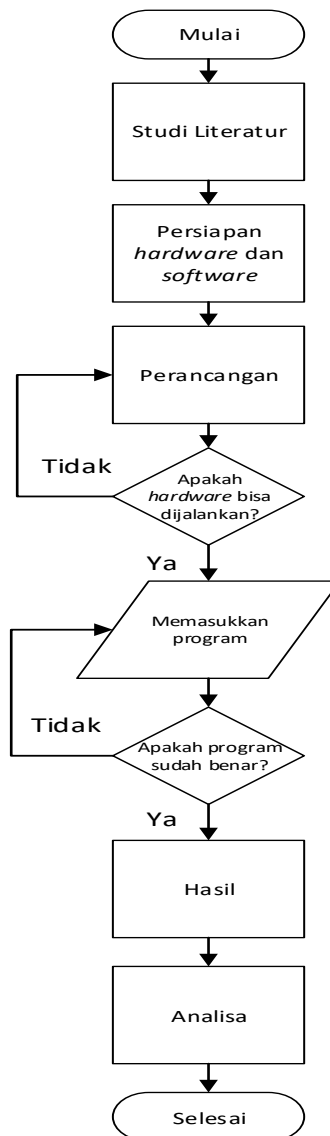 Mulai
Studi Literatur
Persiapan
hardware dan
software
Perancangan
Tidak
Apakah
hardware bisa
dijalankan?
Ya
Memasukkan
program
Tidak
Apakah program
sudah benar?
Ya
Hasil
Analisa
Selesai